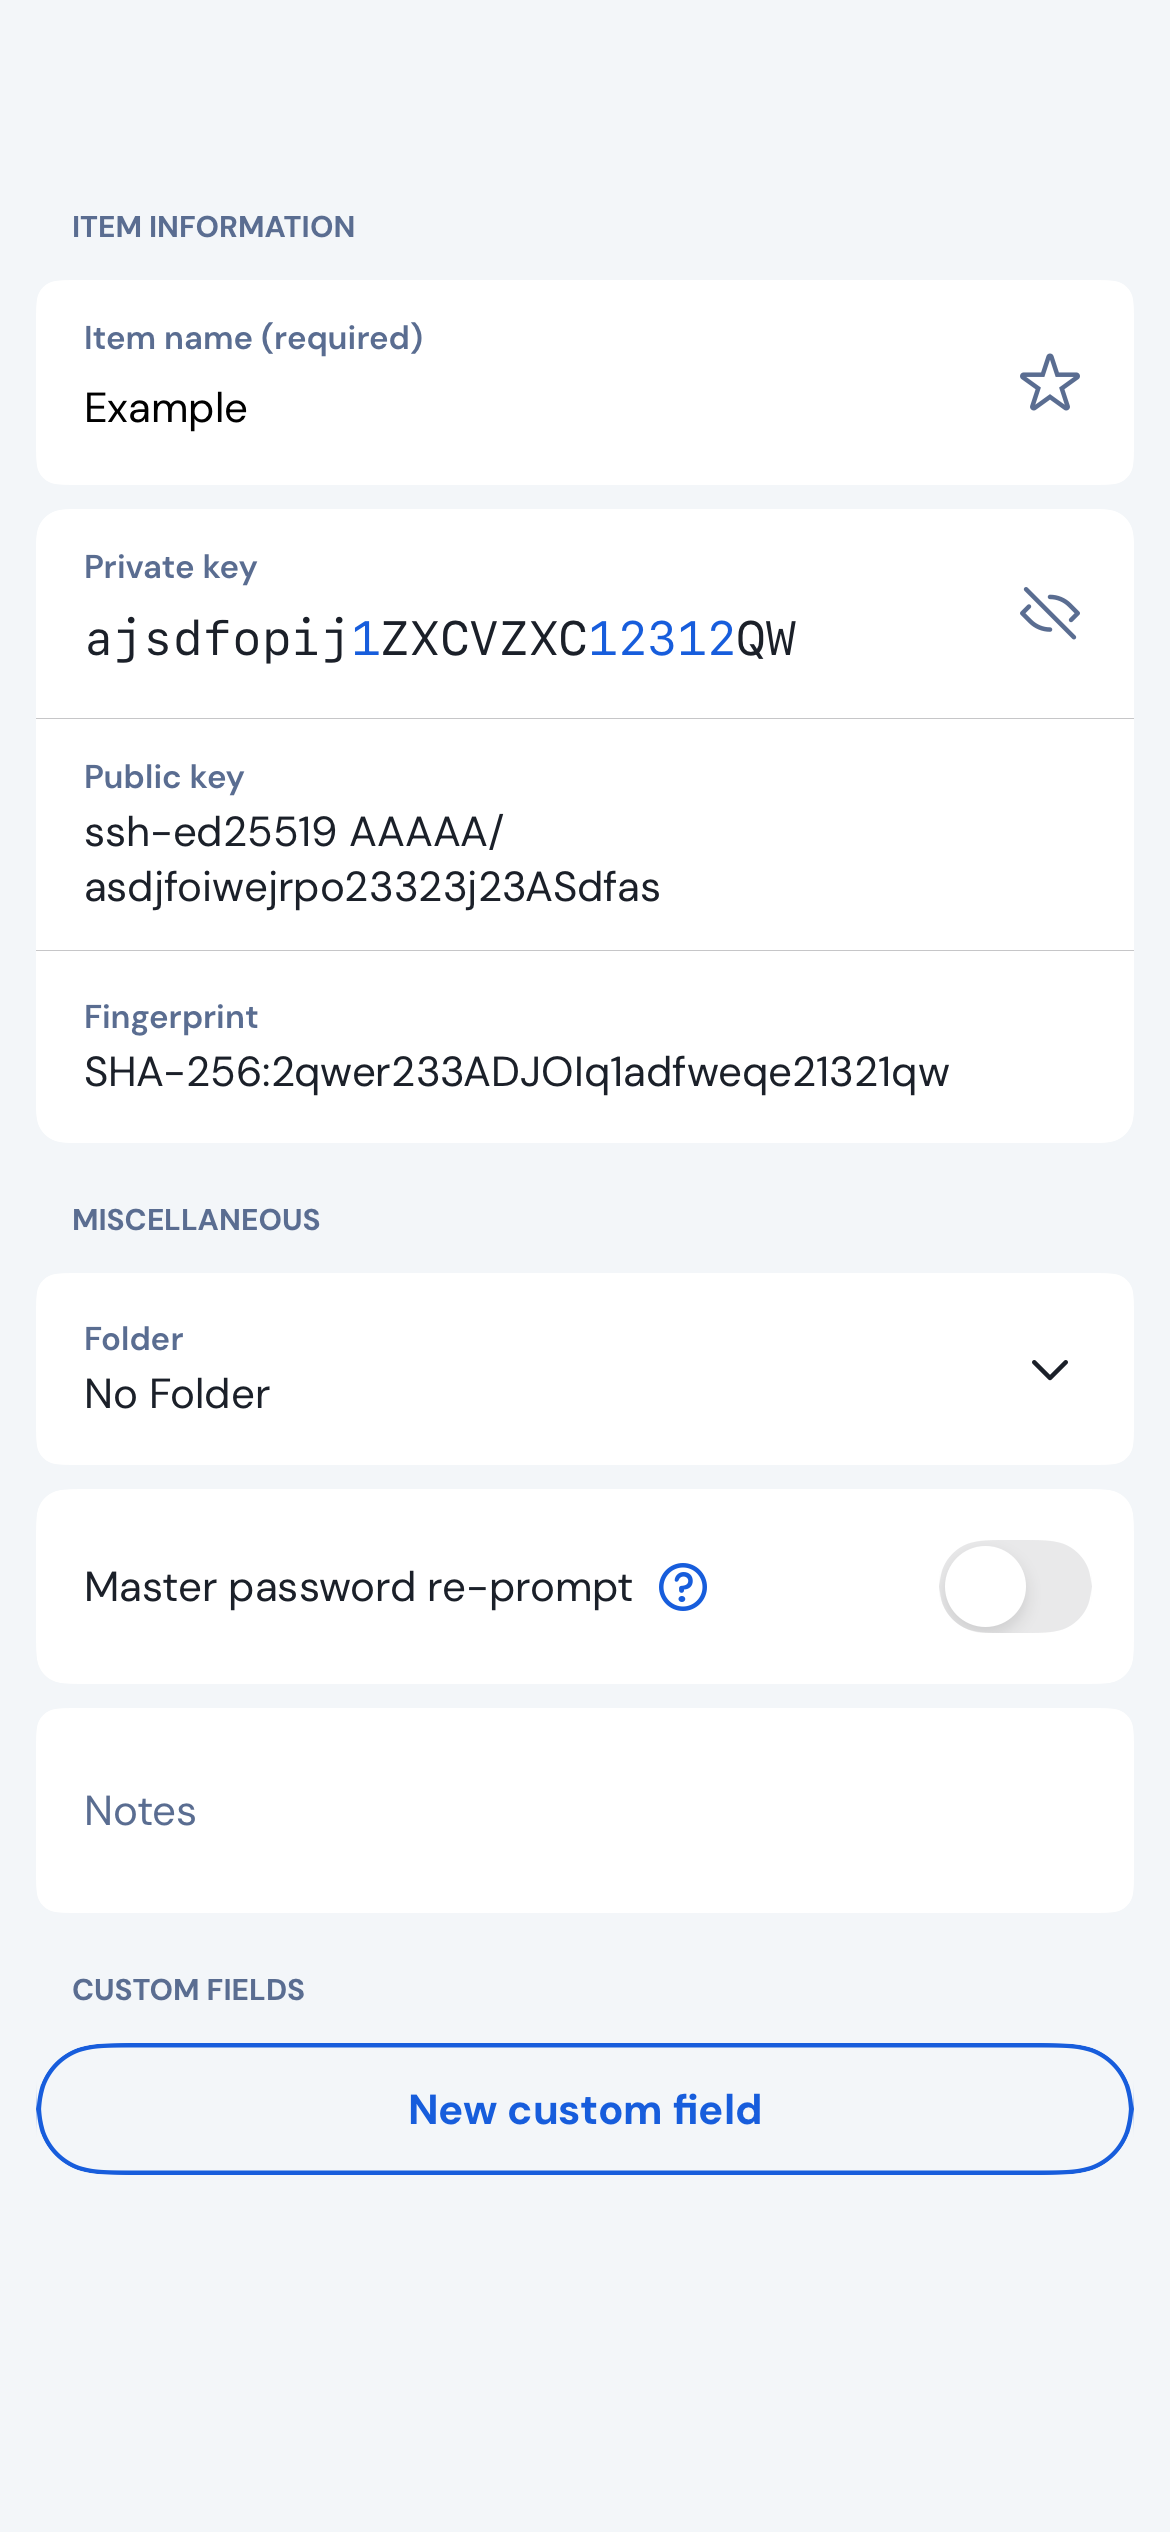 ITEM INFORMATION
Item name (required)
Example
Private key
ajsdfopij1ZXCVZXC12312QW
Public key
ssh-ed25519 AAAAA/
asdjfoiwejrpo23323j23ASdfas
Fingerprint
SHA-256:2qwer233ADJOIq1adfweqe21321qw
MISCELLANEOUS
Folder
No Folder
Master password re-prompt
Notes
CUSTOM FIELDS
New custom field